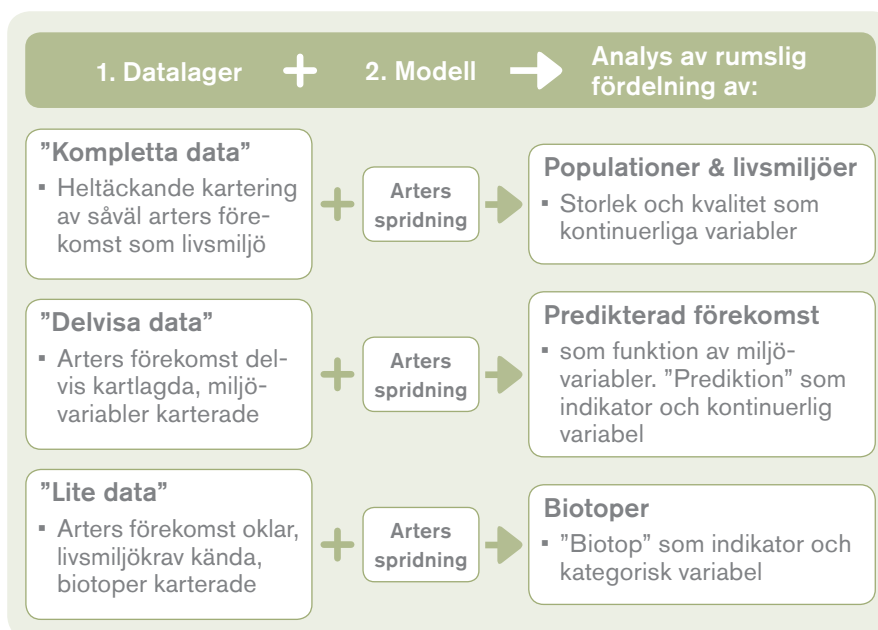 1. Datalager + 2. Modell → Analys av rumslig
fördelning av:
"Kompletta data"
▪ Heltäckande kartering
av såväl arters före-
komst som livsmiljö
+
Arters
spridning
→
Populationer & livsmiljöer
▪ Storlek och kvalitet som
kontinuerliga variabler
"Delvisa data"
▪ Arters förekomst del-
vis kartlagda, miljö-
variabler karterade
+
Arters
spridning
→
Predikterad förekomst
▪ som funktion av miljö-
variabler. "Prediktion" som
indikator och kontinuerlig
variabel
"Lite data"
▪ Arters förekomst oklar,
livsmiljökrav kända,
biotoper karterade
+
Arters
spridning
→
Biotoper
▪ "Biotop" som indikator och
kategorisk variabel